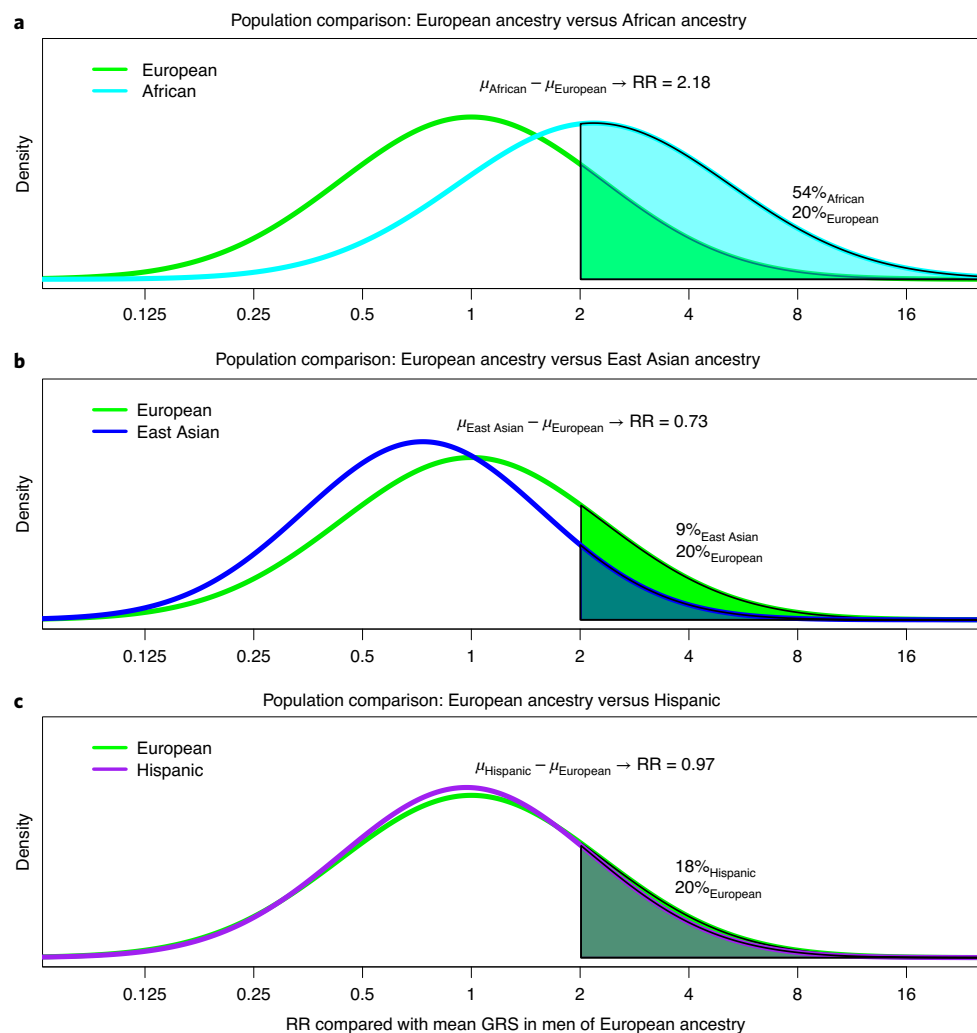 a
Population comparison: European ancestry versus African ancestry
European
African
μAfrican – μEuropean → RR = 2.18
Density
54%African
20%European
0.125 0.25 0.5 1 2 4 8 16
b
Population comparison: European ancestry versus East Asian ancestry
European
East Asian
μEast Asian – μEuropean → RR = 0.73
Density
9%East Asian
20%European
0.125 0.25 0.5 1 2 4 8 16
c
Population comparison: European ancestry versus Hispanic
European
Hispanic
μHispanic – μEuropean → RR = 0.97
Density
18%Hispanic
20%European
0.125 0.25 0.5 1 2 4 8 16
RR compared with mean GRS in men of European ancestry